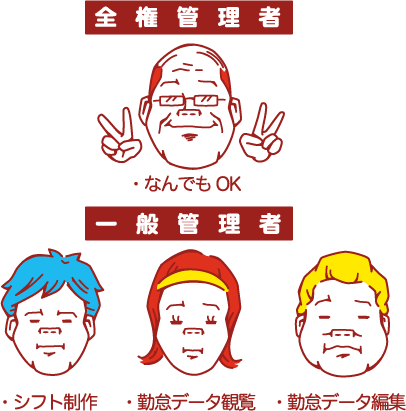 全権管理者
・なんでもOK
一般管理者
・シフト制作
・勤怠データ観覧
・勤怠データ編集